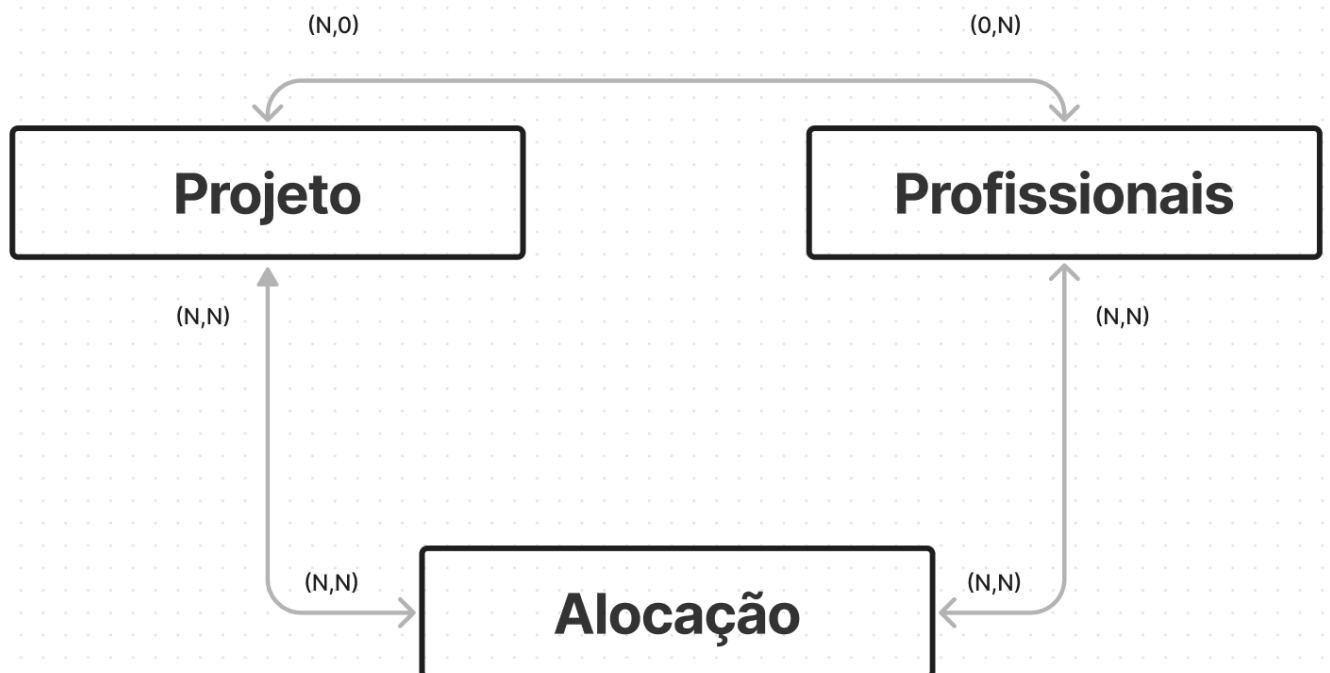 (N,0)
(0,N)
Projeto
Profissionais
(N,N)
(N,N)
(N,N)
(N,N)
Alocação